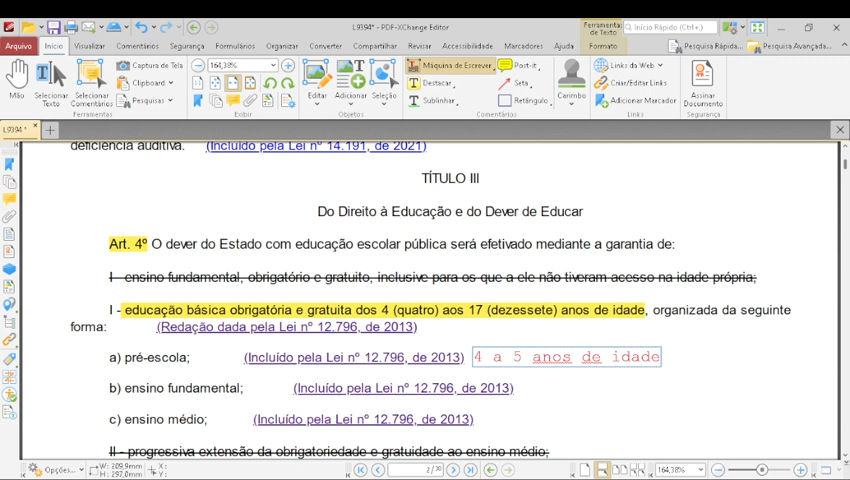 L9394* - PDF-XChange Editor
Ferramentas de Texto
Início Rápido (Ctrl+.)
Arquivo Início Visualizar Comentários Segurança Formulários Organizar Converter Compartilhar Revisar Acessibilidade Marcadores Ajuda Formato Pesquisa Rápida... Pesquisa Avançada...
Mão
Selecionar Texto
Selecionar Comentários
Captura de Tela
Clipboard
Pesquisas
Ferramentas
164,38%
Exibir
Editar
Adicionar
Seleção
Objetos
Máquina de Escrever
Destacar
Sublinhar
Post-it
Seta
Retângulo
Carimbo
Comentários
Links da Web
Criar/Editar Links
Adicionar Marcador
Links
Assinar Documento
Segurança
L9394 *
deficiência auditiva. (Incluído pela Lei nº 14.191, de 2021)
TÍTULO III
Do Direito à Educação e do Dever de Educar
Art. 4º O dever do Estado com educação escolar pública será efetivado mediante a garantia de:
I - ensino fundamental, obrigatório e gratuito, inclusive para os que a ele não tiveram acesso na idade própria;
I - educação básica obrigatória e gratuita dos 4 (quatro) aos 17 (dezessete) anos de idade, organizada da seguinte
forma: (Redação dada pela Lei nº 12.796, de 2013)
a) pré-escola; (Incluído pela Lei nº 12.796, de 2013) 4 a 5 anos de idade
b) ensino fundamental; (Incluído pela Lei nº 12.796, de 2013)
c) ensino médio; (Incluído pela Lei nº 12.796, de 2013)
II - progressiva extensão da obrigatoriedade e gratuidade ao ensino médio;
Opções...
W: 209,9mm
H: 297,0mm
X:
Y:
2 / 30
164,38%